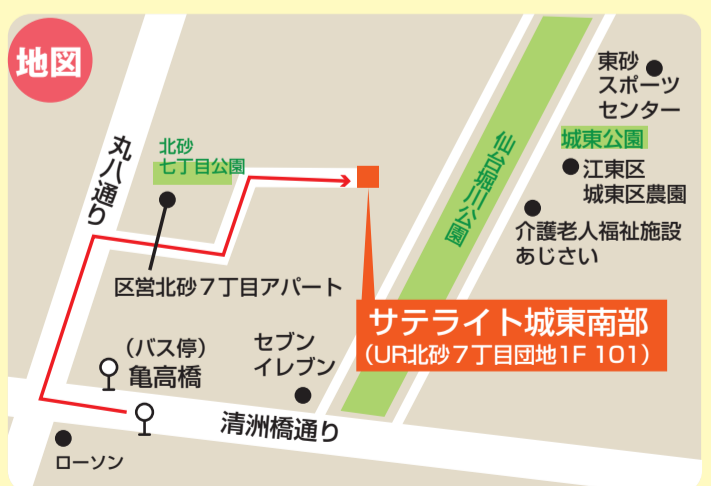 地図
丸八通り
北砂
七丁目公園
区営北砂7丁目アパート
仙台堀川公園
東砂
スポーツ
センター
城東公園
江東区
城東区農園
介護老人福祉施設
あじさい
サテライト城東南部
（UR北砂7丁目団地1F 101）
（バス停）
亀高橋
セブン
イレブン
清洲橋通り
ローソン